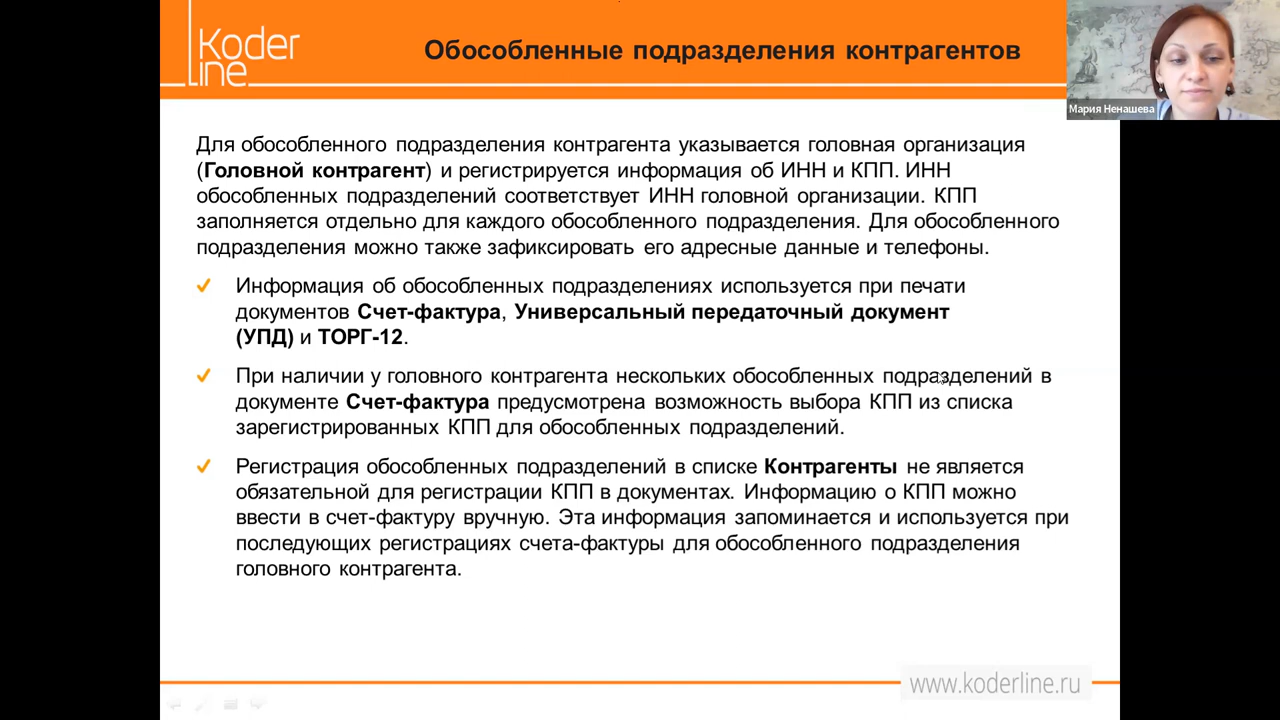 Koder
line
Обособленные подразделения контрагентов
Мария Ненашева
Для обособленного подразделения контрагента указывается головная организация
(Головной контрагент) и регистрируется информация об ИНН и КПП. ИНН
обособленных подразделений соответствует ИНН головной организации. КПП
заполняется отдельно для каждого обособленного подразделения. Для обособленного
подразделения можно также зафиксировать его адресные данные и телефоны.
Информация об обособленных подразделениях используется при печати
документов Счет-фактура, Универсальный передаточный документ
(УПД) и ТОРГ-12.
При наличии у головного контрагента нескольких обособленных подразделений в
документе Счет-фактура предусмотрена возможность выбора КПП из списка
зарегистрированных КПП для обособленных подразделений.
Регистрация обособленных подразделений в списке Контрагенты не является
обязательной для регистрации КПП в документах. Информацию о КПП можно
ввести в счет-фактуру вручную. Эта информация запоминается и используется при
последующих регистрациях счета-фактуры для обособленного подразделения
головного контрагента.
www.koderline.ru